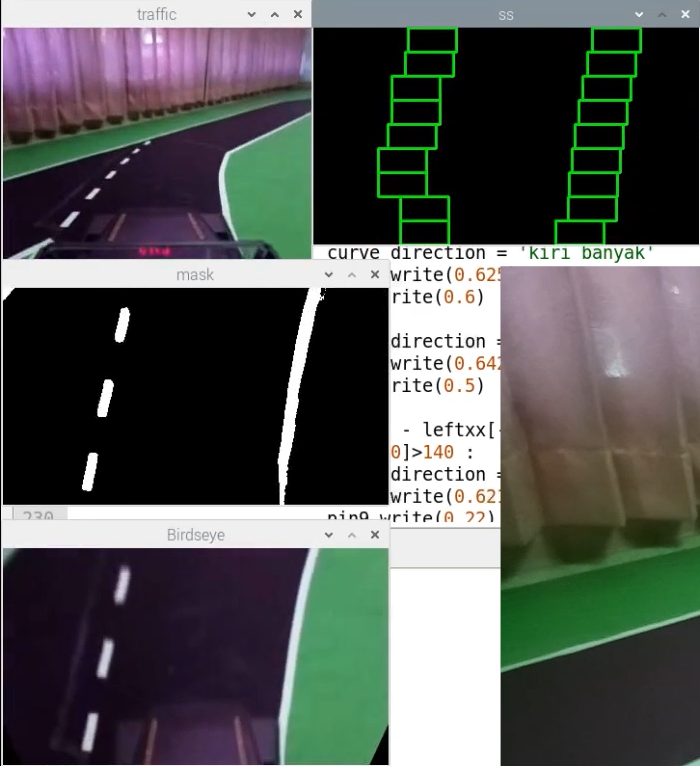 traffic
ss
curve direction = 'kiri banyak'
mask
write(0.625
rite(0.6)
direction =
write(0.642
rite(0.5)
- leftxx[-
0]>140 :
direction =
write(0.621
230
pin9.write(0.22)
Birdseye